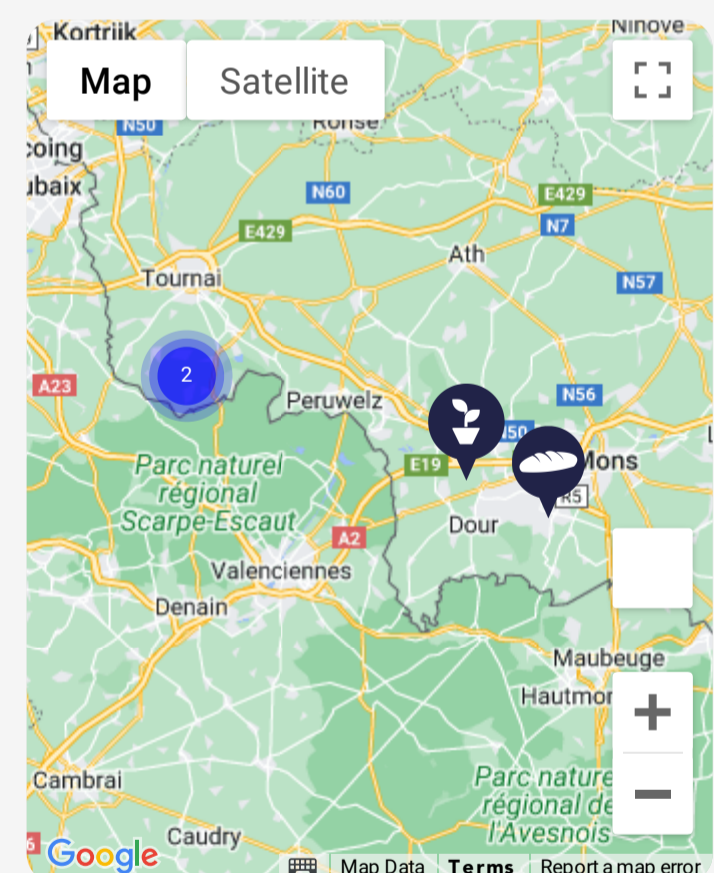 Kortrijk
Ninove
Map
Satellite
N50
Ronse
coing
ubaix
N60
E429
N7
E429
Ath
Tournai
N57
2
A23
Peruwelz
N56
N50
E19
Mons
Parc naturel
régional
Scarpe-Escaut
R5
Dour
A2
Valenciennes
Denain
Maubeuge
Hautmon
Parc nature
régional de
l'Avesnois
Cambrai
Caudry
6
Google
Map Data
Terms
Report a map error